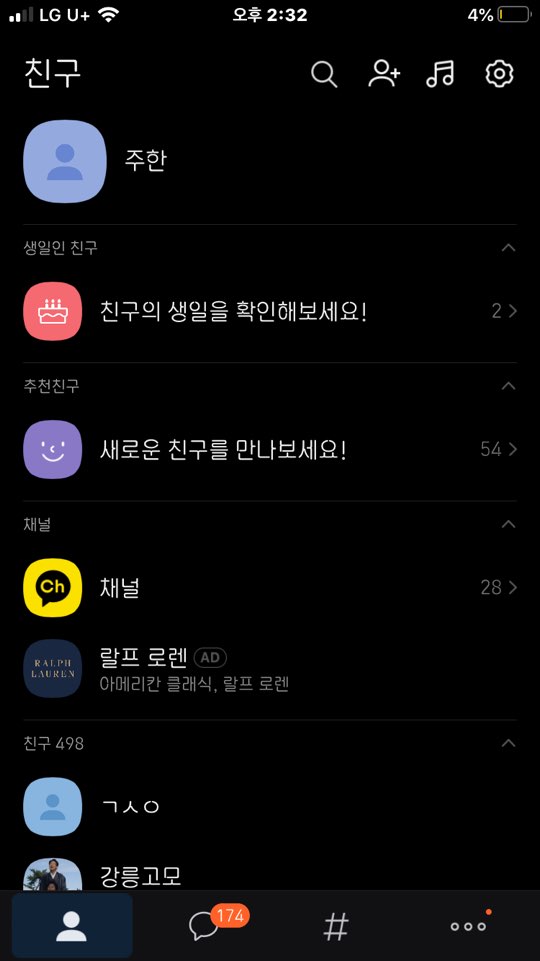 LG U+ 오후 2:32 4%
친구
주한
생일인 친구
친구의 생일을 확인해보세요! 2
추천친구
새로운 친구를 만나보세요! 54
채널
Ch 채널 28
RALPH LAUREN
랄프 로렌 AD
아메리칸 클래식, 랄프 로렌
친구 498
ㄱㅅㅇ
강릉고모
174
#